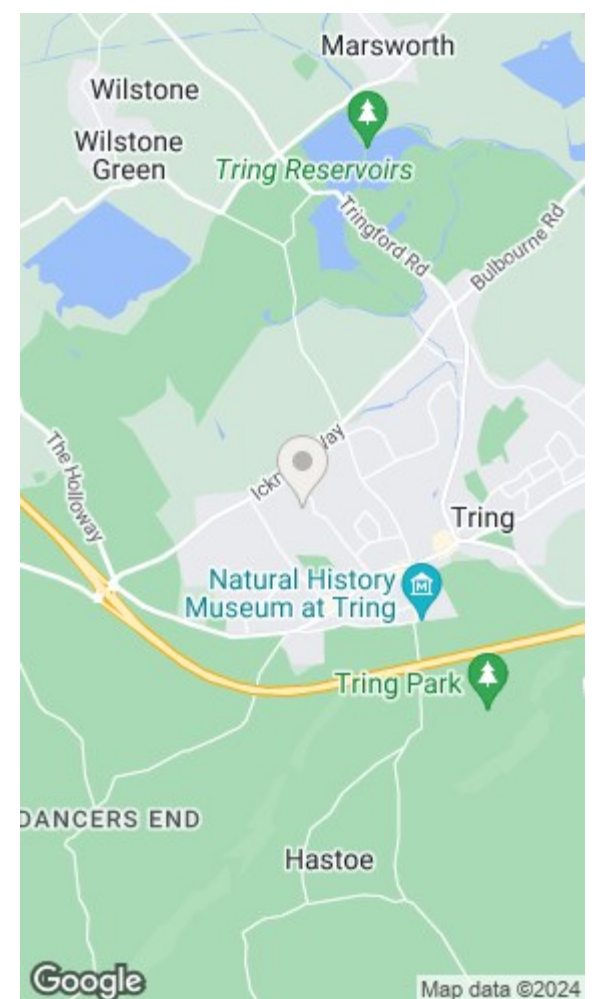 Marsworth
Wilstone
Wilstone
Green
Tring Reservoirs
Tringford Rd
Bulbourne Rd
The Holloway
Tring
Natural History
Museum at Tring
Tring Park
DANCERS END
Hastoe
Google
Map data ©2024